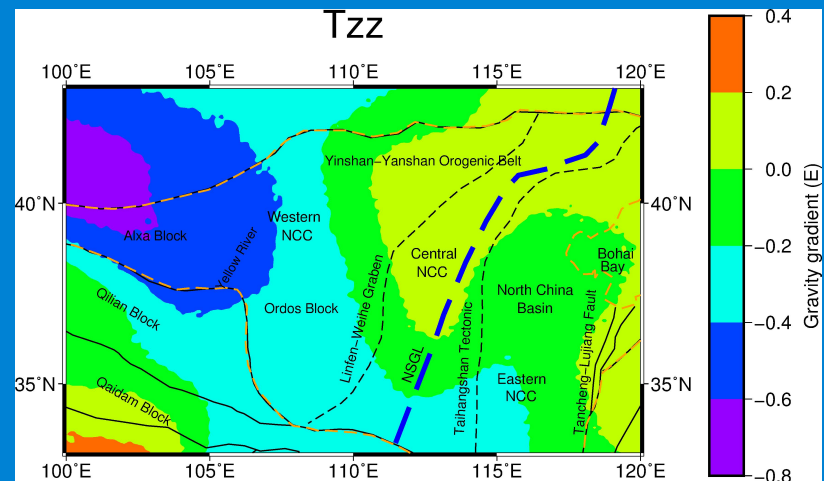 Tzz
100°E 105°E 110°E 115°E 120°E
0.4
0.2
0.0
−0.2
−0.4
−0.6
−0.8
Gravity gradient (E)
40°N
40°N
35°N
35°N
Yinshan−Yanshan Orogenic Belt
Western
NCC
Alxa Block
Yellow River
Central
NCC
Bohai
Bay
Qilian Block
Ordos Block
Linfen−Weihe Graben
North China
Basin
NSGL
Taihangshan Tectonic
Tancheng−Lujiang Fault
Eastern
NCC
Qaidam Block
100°E 105°E 110°E 115°E 120°E